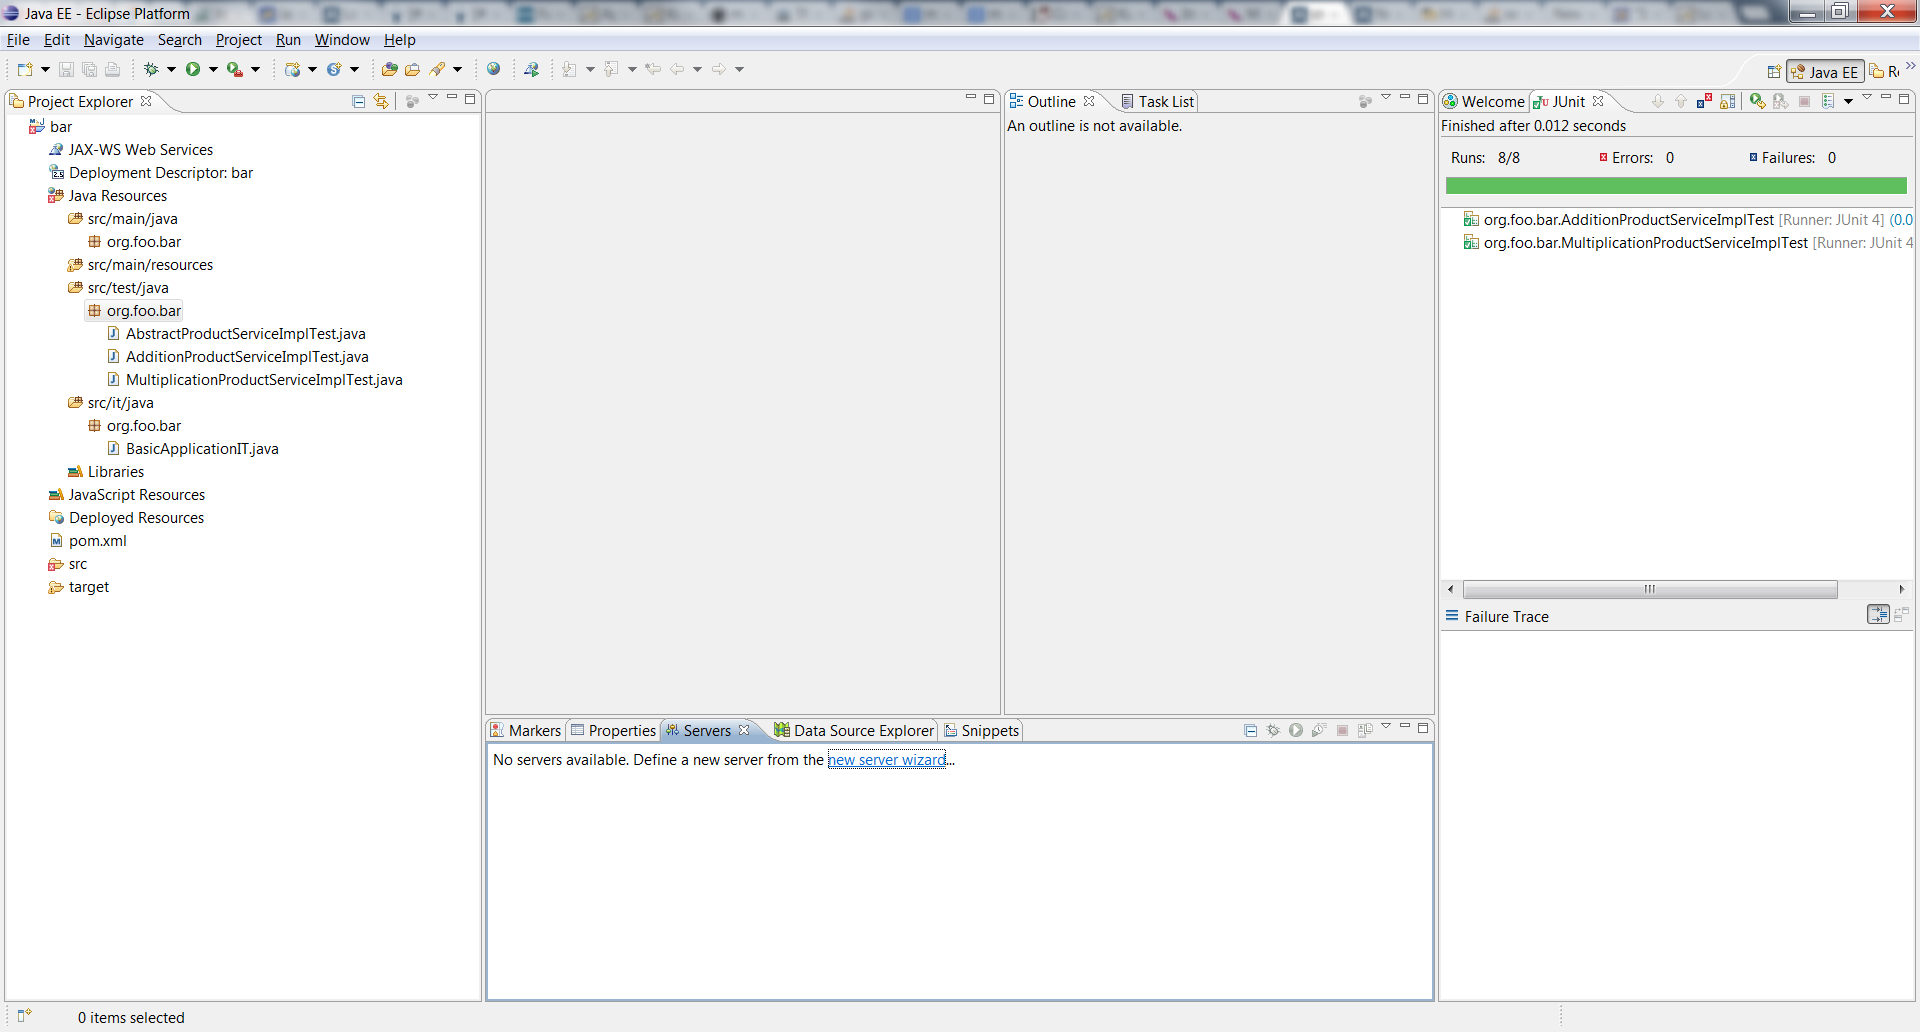 Java EE - Eclipse Platform
File Edit Navigate Search Project Run Window Help
Java EE
Project Explorer
bar
JAX-WS Web Services
Deployment Descriptor: bar
Java Resources
src/main/java
org.foo.bar
src/main/resources
src/test/java
org.foo.bar
AbstractProductServiceImplTest.java
AdditionProductServiceImplTest.java
MultiplicationProductServiceImplTest.java
src/it/java
org.foo.bar
BasicApplicationIT.java
Libraries
JavaScript Resources
Deployed Resources
pom.xml
src
target
Outline Task List
An outline is not available.
Markers Properties Servers Data Source Explorer Snippets
No servers available. Define a new server from the new server wizard...
Welcome JUnit
Finished after 0.012 seconds
Runs: 8/8 Errors: 0 Failures: 0
org.foo.bar.AdditionProductServiceImplTest [Runner: JUnit 4] (0.0
org.foo.bar.MultiplicationProductServiceImplTest [Runner: JUnit 4
Failure Trace
0 items selected